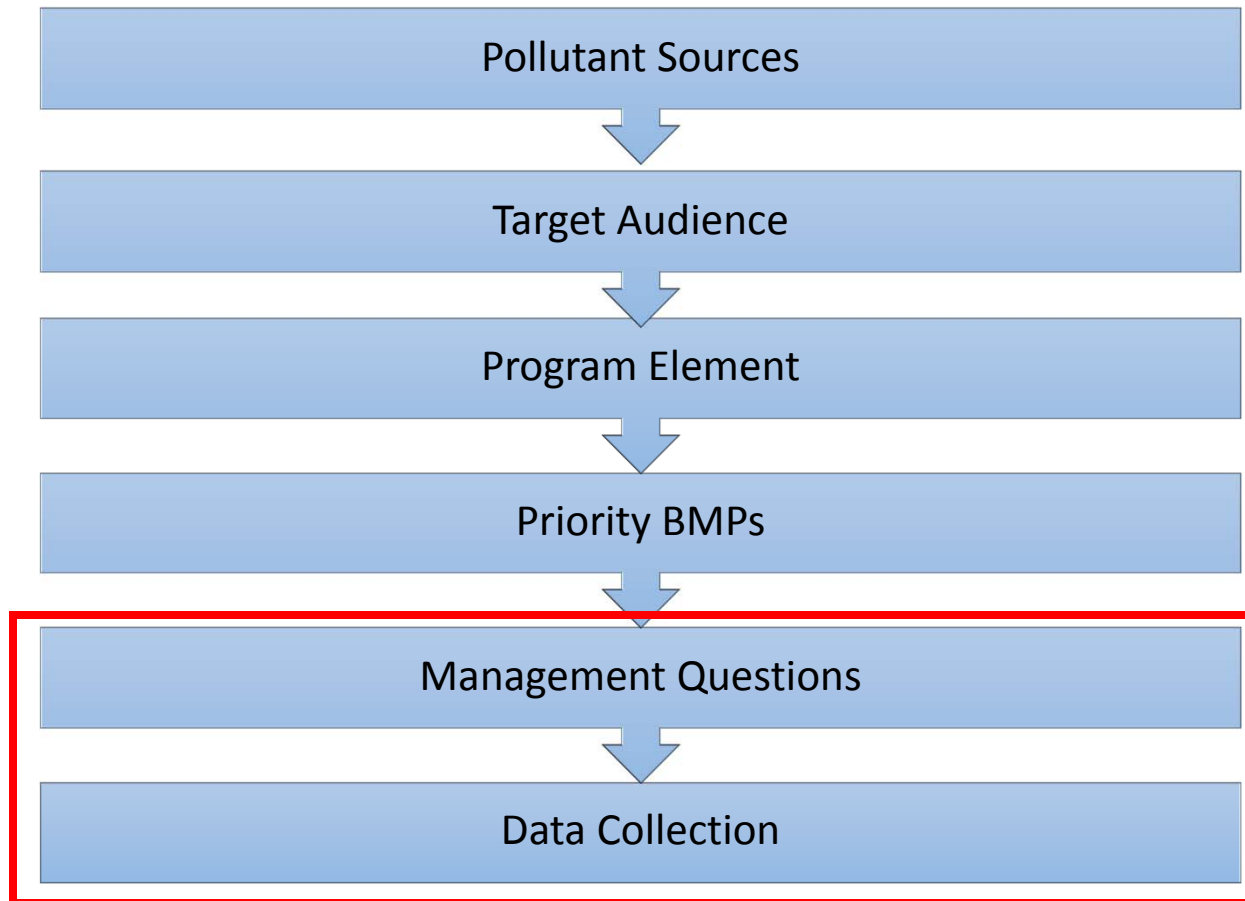 Pollutant Sources
Target Audience
Program Element
Priority BMPs
Management Questions
Data Collection